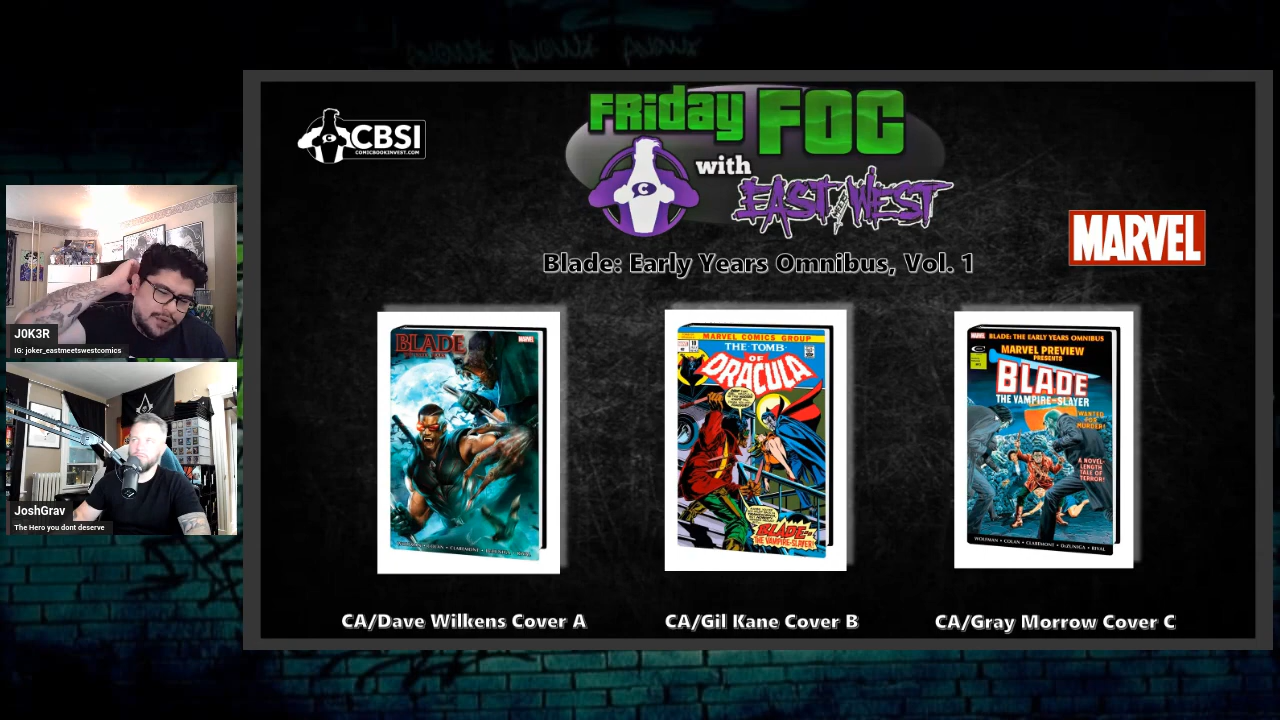 CBSI
COMICBOOKINVEST.COM
FRiday FOC
with
EAST WEST
MARVEL
Blade: Early Years Omnibus, Vol. 1
J0K3R
IG: joker_eastmeetswestcomics
JoshGrav
The Hero you dont deserve
BLADE
MARVEL
MARVEL COMICS GROUP
THE TOMB
OF
DRACULA
BLADE
THE VAMPIRE-SLAYER!
BLADE: THE EARLY YEARS OMNIBUS
MARVEL PREVIEW
PRESENTS
BLADE
THE VAMPIRE-SLAYER
WANTED
FOR
MURDER!
A NOVEL-
LENGTH
TALE OF
TERROR!
WOLFMAN • COLAN • CLAREMONT • DEZUNIGA • RIVAL
CA/Dave Wilkens Cover A
CA/Gil Kane Cover B
CA/Gray Morrow Cover C